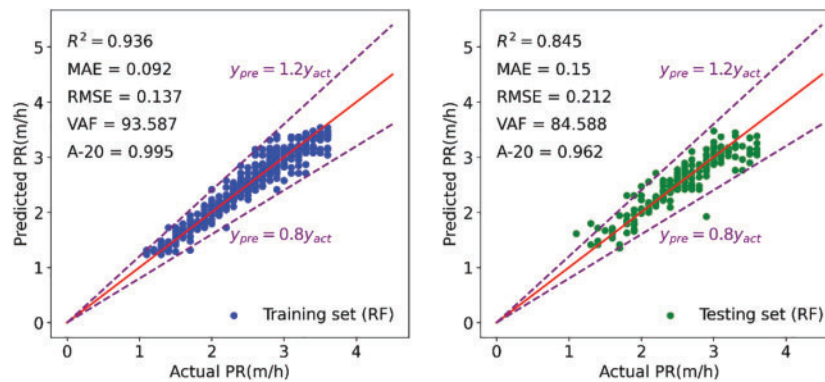 R² = 0.936
MAE = 0.092
RMSE = 0.137
VAF = 93.587
A-20 = 0.995
y_pre = 1.2y_act
y_pre = 0.8y_act
Training set (RF)
Predicted PR(m/h)
5
4
3
2
1
0
0 1 2 3 4
Actual PR(m/h)
R² = 0.845
MAE = 0.15
RMSE = 0.212
VAF = 84.588
A-20 = 0.962
y_pre = 1.2y_act
y_pre = 0.8y_act
Testing set (RF)
Predicted PR(m/h)
5
4
3
2
1
0
0 1 2 3 4
Actual PR(m/h)